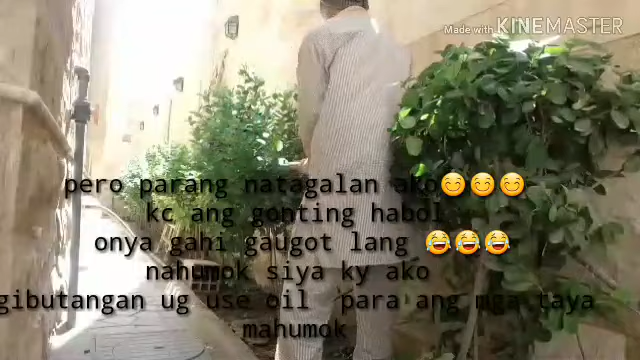 Made with KINEMASTER
pero parang natagalan ako😊😊😊
kc ang gonting habol
onya gahi gaugot lang 😂😂😂
nahumok siya ky ako
gibutangan ug use oil para ang mga taya
mahumok